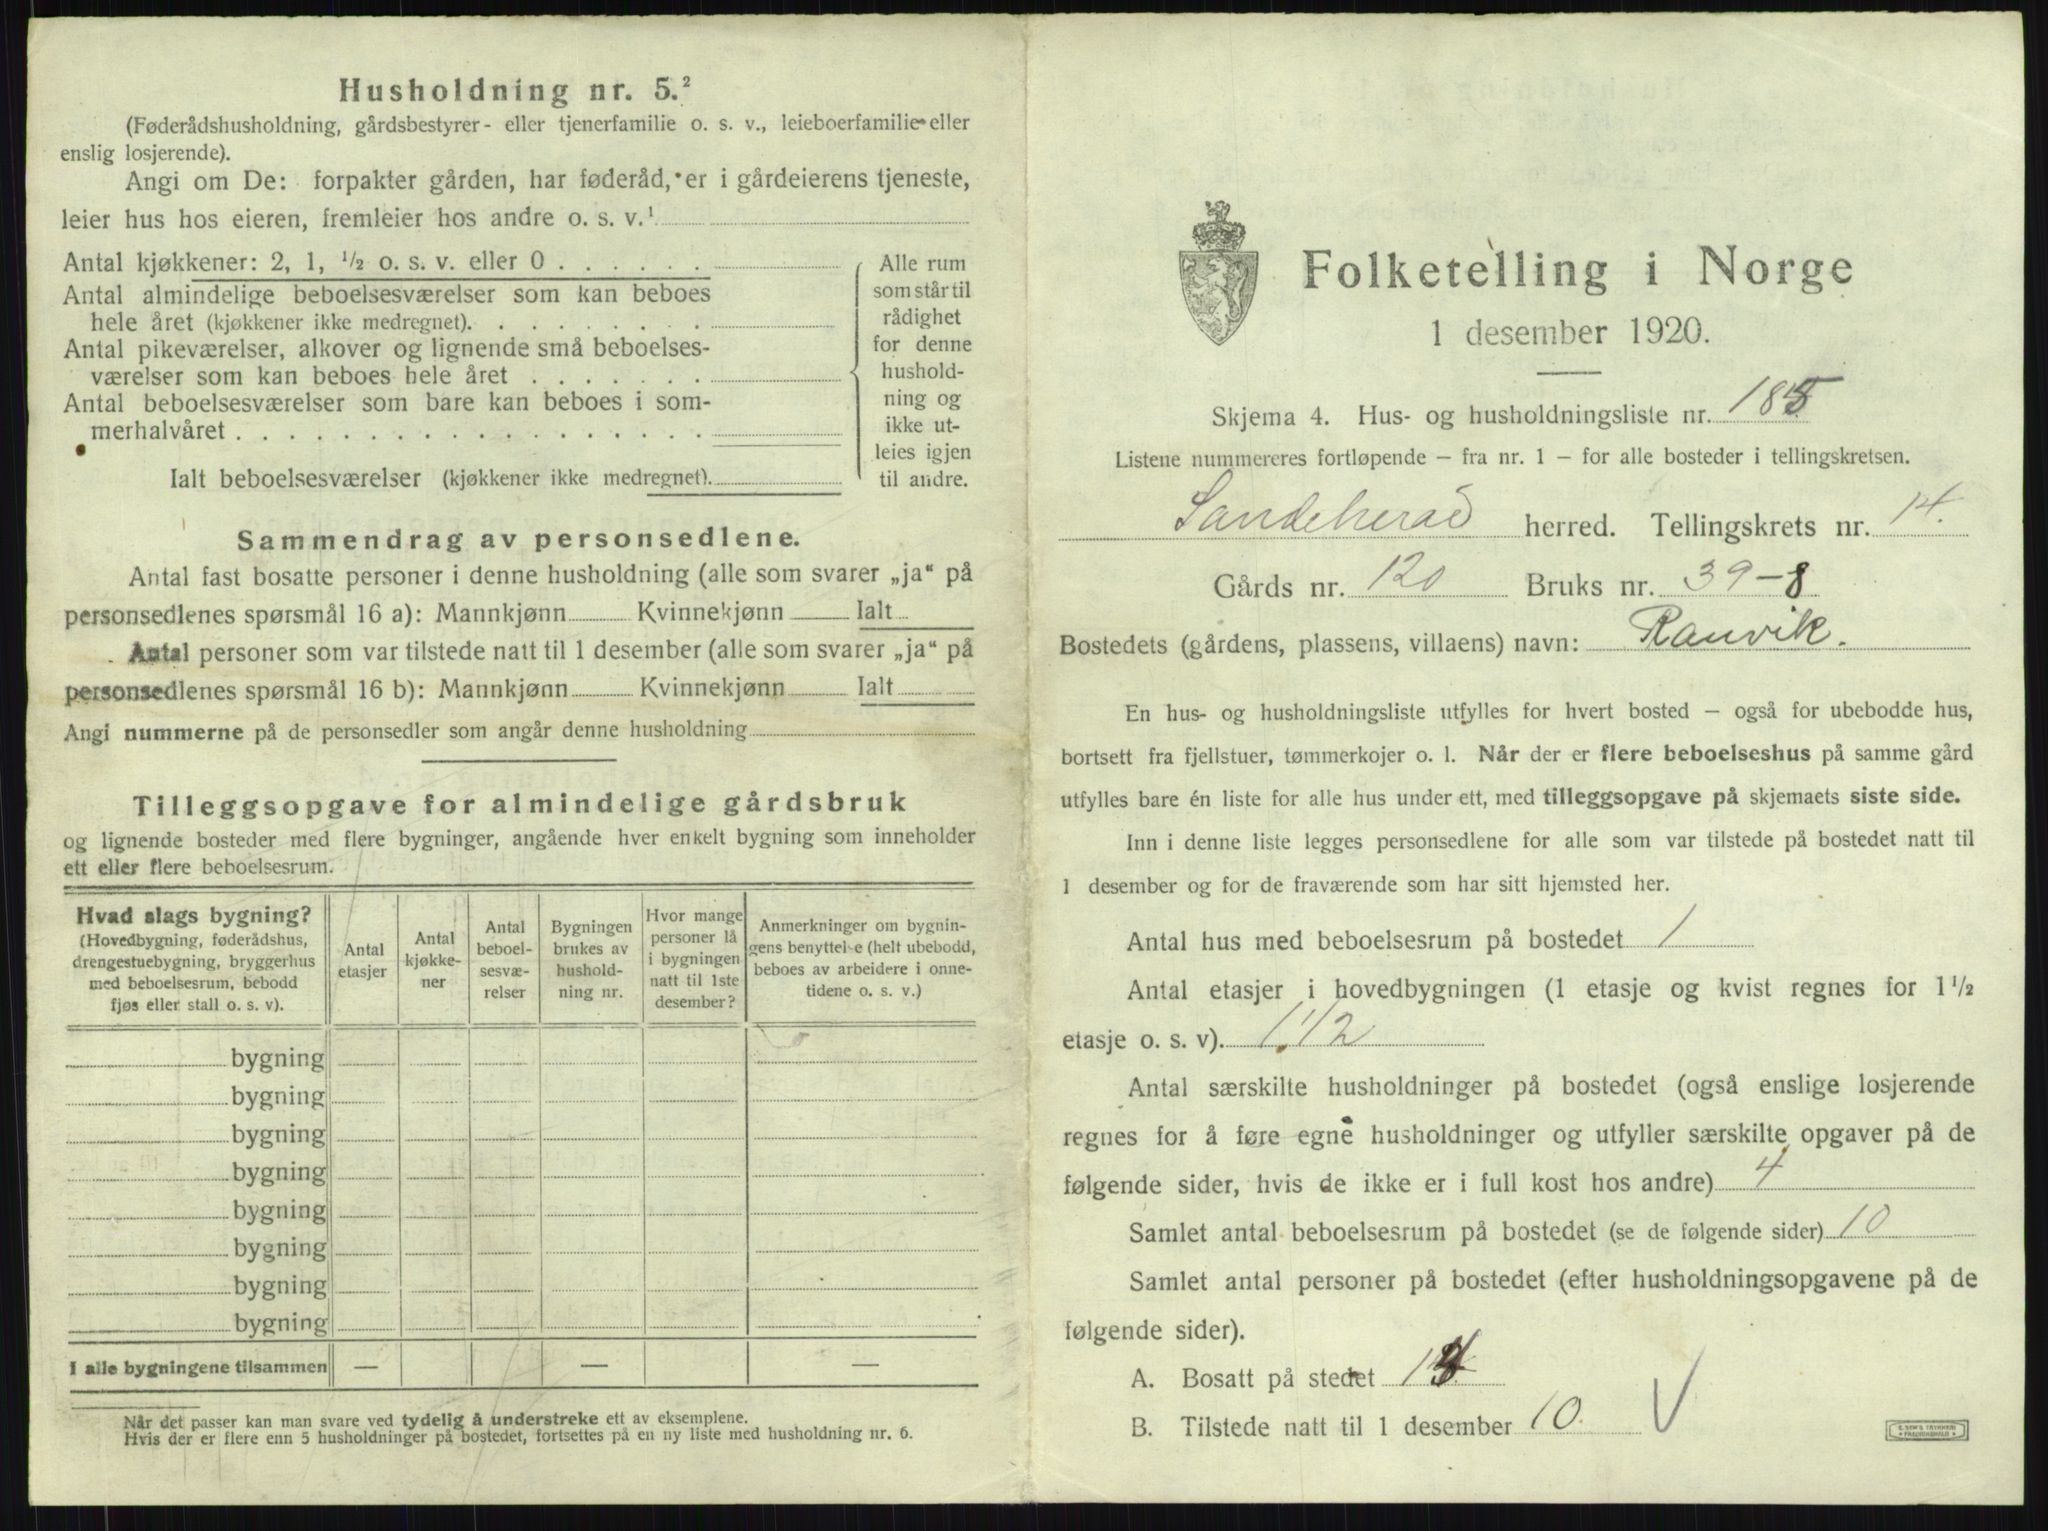 Husholdning nr. 5.²
(Føderådshusholdning, gårdsbestyrer- eller tjenerfamilie o. s. v., leieboerfamilie eller
enslig losjerende).
Angi om De: forpakter gården, har føderåd, er i gårdeierens tjeneste,
leier hus hos eieren, fremleier hos andre o. s. v.¹
Antal kjøkkener: 2, 1, ½ o. s. v. eller 0 . . . . . .
Antal almindelige beboelsesværelser som kan beboes
hele året (kjøkkener ikke medregnet). . . . . . . . .
Antal pikeværelser, alkover og lignende små beboelses-
værelser som kan beboes hele året . . . . . . .
Antal beboelsesværelser som bare kan beboes i som-
merhalvåret . . . . . . . . . . . . . . . . . .
Ialt beboelsesværelser (kjøkkener ikke medregnet).
Alle rum
som står til
rådighet
for denne
hushold-
ning og
ikke ut-
leies igjen
til andre.
Sammendrag av personsedlene.
Antal fast bosatte personer i denne husholdning (alle som svarer „ja“ på
personsedlenes spørsmål 16 a): Mannkjønn Kvinnekjønn Ialt
Antal personer som var tilstede natt til 1 desember (alle som svarer „ja“ på
personsedlenes spørsmål 16 b): Mannkjønn Kvinnekjønn Ialt
Angi nummerne på de personsedler som angår denne husholdning
Tilleggsopgave for almindelige gårdsbruk
og lignende bosteder med flere bygninger, angående hver enkelt bygning som inneholder
ett eller flere beboelsesrum.
Hvad slags bygning?
(Hovedbygning, føderådshus,
drengestuebygning, bryggerhus
med beboelsesrum, bebodd
fjøs eller stall o. s. v).
Antal
etasjer
Antal
kjøkke-
ner
Antal
beboel-
sesvæ-
relser
Bygningen
brukes av
hushold-
ning nr.
Hvor mange
personer lå
i bygningen
natt til 1ste
desember?
Anmerkninger om bygnin-
gens benyttel e (helt ubebodd,
beboes av arbeidere i onne-
tidene o. s. v.)
bygning
bygning
bygning
bygning
bygning
bygning
bygning
bygning
I alle bygningene tilsammen — — —
Når det passer kan man svare ved tydelig å understreke ett av eksemplene.
Hvis der er flere enn 5 husholdninger på bostedet, fortsettes på en ny liste med husholdning nr. 6.
Folketelling i Norge
1 desember 1920.
Skjema 4. Hus- og husholdningsliste nr.
Listene nummereres fortløpende — fra nr. 1 — for alle bosteder i tellingskretsen.
Sandeherad herred. Tellingskrets nr. 14.
Gårds nr. 120 Bruks nr. 39-8
Bostedets (gårdens, plassens, villaens) navn: Ranvik.
En hus- og husholdningsliste utfylles for hvert bosted — også for ubebodde hus,
bortsett fra fjellstuer, tømmerkojer o. l. Når der er flere beboelseshus på samme gård
utfylles bare én liste for alle hus under ett, med tilleggsopgave på skjemaets siste side.
Inn i denne liste legges personsedlene for alle som var tilstede på bostedet natt til
1 desember og for de fraværende som har sitt hjemsted her.
Antal hus med beboelsesrum på bostedet 1
Antal etasjer i hovedbygningen (1 etasje og kvist regnes for 1½
etasje o. s. v). 1 1/2
Antal særskilte husholdninger på bostedet (også enslige losjerende
regnes for å føre egne husholdninger og utfyller særskilte opgaver på de
følgende sider, hvis de ikke er i full kost hos andre) 4
Samlet antal beboelsesrum på bostedet (se de følgende sider) 10
Samlet antal personer på bostedet (efter husholdningsopgavene på de
følgende sider).
A. Bosatt på stedet
B. Tilstede natt til 1 desember 10.